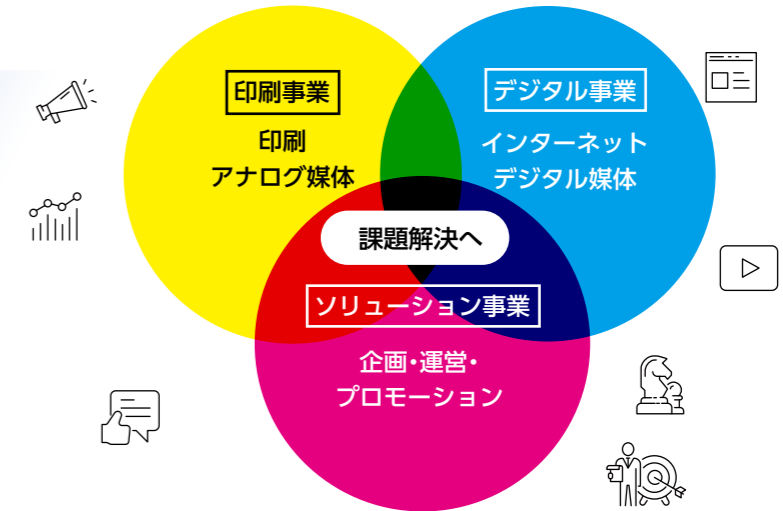 印刷事業
印刷
アナログ媒体
デジタル事業
インターネット
デジタル媒体
課題解決へ
ソリューション事業
企画・運営・
プロモーション